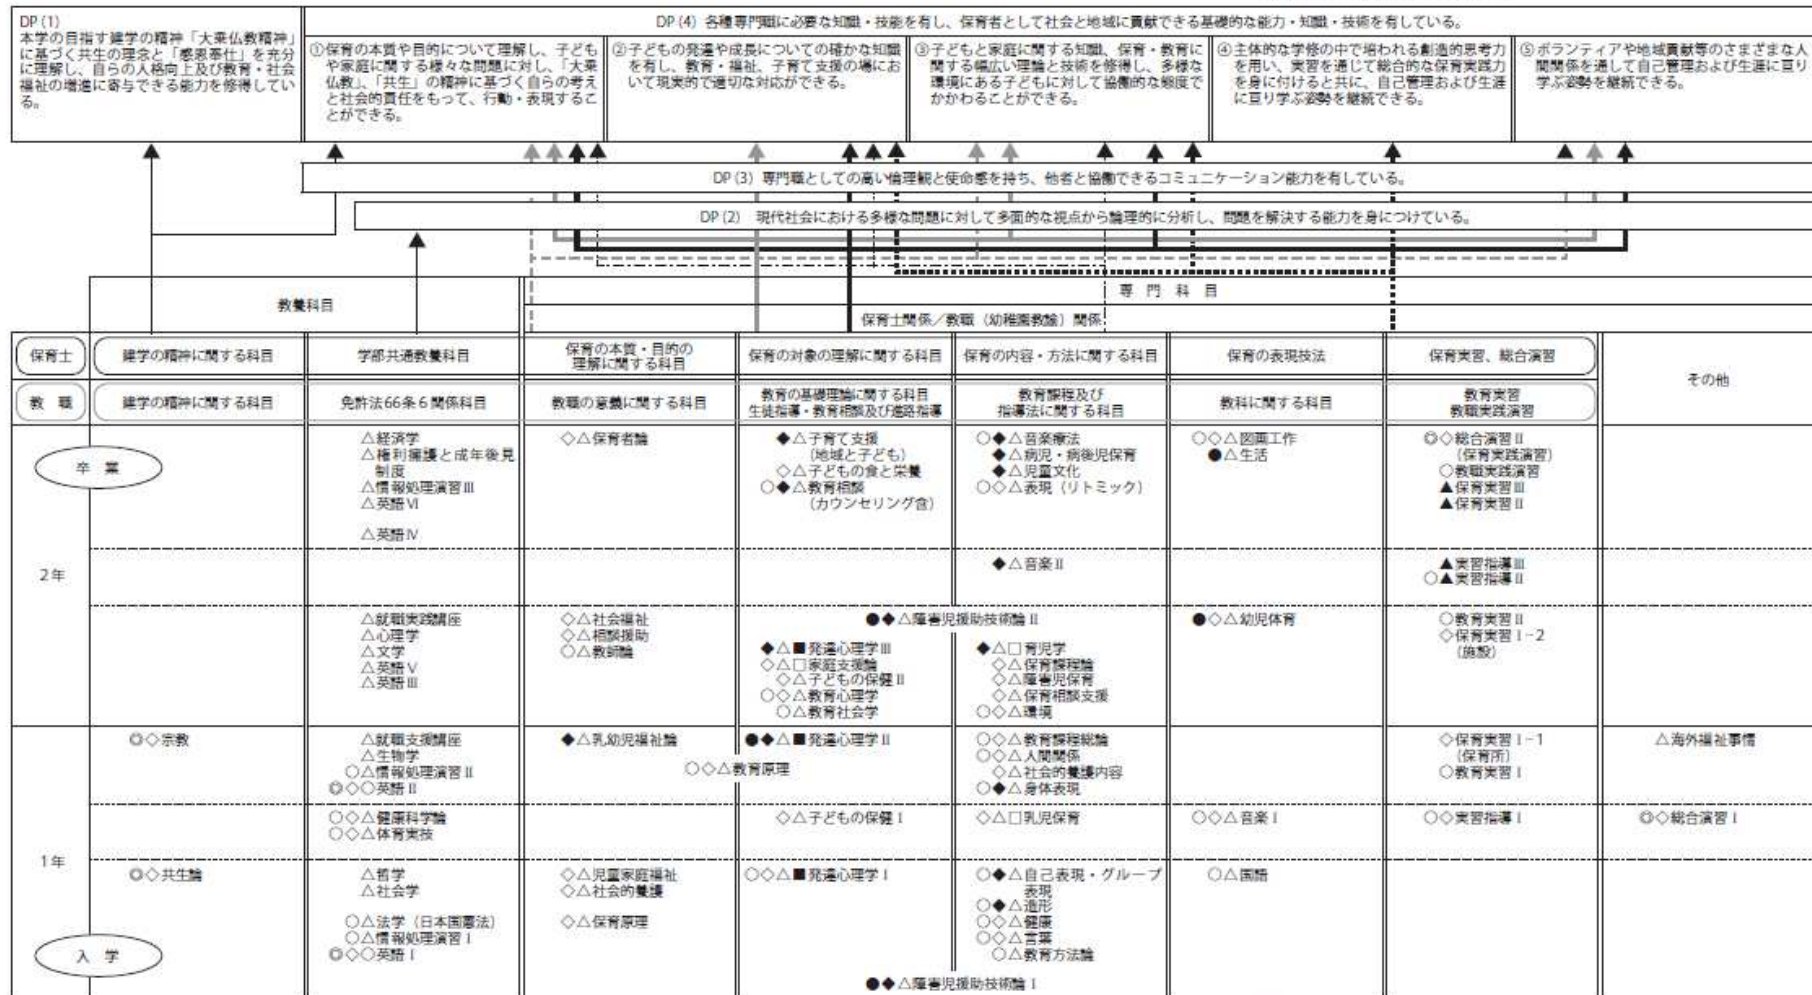 DP(1)
本学の目指す建学の精神「大乗仏教精神」
に基づく共生の理念と「感恩奉仕」を充分
に理解し、自らの人格向上及び教育・社会
福祉の増進に寄与できる能力を修得してい
る。
DP(4) 各種専門職に必要な知識・技能を有し、保育者として社会と地域に貢献できる基礎的な能力・知識・技術を有している。
①保育の本質や目的について理解し、子ども
や家庭に関する様々な問題に対し、「大乗
仏教」、「共生」の精神に基づく自らの考え
と社会的責任をもって、行動・表現するこ
とができる。
②子どもの発達や成長についての確かな知識
を有し、教育・福祉、子育て支援の場にお
いて現実的で適切な対応ができる。
③子どもと家庭に関する知識、保育・教育に
関する幅広い理論と技術を修得し、多様な
環境にある子どもに対して協働的な態度で
かかわることができる。
④主体的な学修の中で培われる創造的思考力
を用い、実習を通じて総合的な保育実践力
を身に付けると共に、自己管理および生涯
に亘り学ぶ姿勢を継続できる。
⑤ボランティアや地域貢献等のさまざまな人
間関係を通して自己管理および生涯に亘り
学ぶ姿勢を継続できる。
DP(3) 専門職としての高い倫理観と使命感を持ち、他者と協働できるコミュニケーション能力を有している。
DP(2) 現代社会における多様な問題に対して多面的な視点から論理的に分析し、問題を解決する能力を身につけている。
教養科目
専 門 科 目
保育士関係／教職（幼稚園教諭）関係
保育士
建学の精神に関する科目
学部共通教養科目
保育の本質・目的の
理解に関する科目
保育の対象の理解に関する科目
保育の内容・方法に関する科目
保育の表現技法
保育実習、総合演習
その他
教 職
建学の精神に関する科目
免許法66条6関係科目
教職の意義に関する科目
教育の基礎理論に関する科目
生徒指導・教育相談及び進路指導
教育課程及び
指導法に関する科目
教科に関する科目
教育実習
教職実践演習
卒 業
△経済学
△権利擁護と成年後見
制度
△情報処理演習Ⅲ
△英語Ⅵ
△英語Ⅳ
◇△保育者論
◆△子育て支援
（地域と子ども）
◇△子どもの食と栄養
○◆△教育相談
（カウンセリング含）
○◆△音楽療法
◆△病児・病後児保育
◆△児童文化
○◇△表現（リトミック）
○◇△図画工作
●△生活
◎◇総合演習Ⅱ
（保育実践演習）
○教職実践演習
▲保育実習Ⅲ
▲保育実習Ⅱ
2年
◆△音楽Ⅱ
▲実習指導Ⅲ
○▲実習指導Ⅱ
△就職実践講座
△心理学
△文学
△英語Ⅴ
△英語Ⅲ
◇△社会福祉
◇△相談援助
○△教師論
●◆△障害児援助技術論Ⅱ
◆△■発達心理学Ⅲ
◇△□家庭支援論
◇△子どもの保健Ⅱ
○◇△教育心理学
○△教育社会学
◆△□育児学
◇△保育課程論
◇△障害児保育
◇△保育相談支援
○◇△環境
●◇△幼児体育
○教育実習Ⅱ
◇保育実習Ⅰ-2
（施設）
◎◇宗教
△就職支援講座
△生物学
○△情報処理演習Ⅱ
◎◇○英語Ⅱ
◆△乳幼児福祉論
●◆△■発達心理学Ⅱ
○◇△教育原理
○◇△教育課程総論
○◇△人間関係
◇△社会的養護内容
○◆△身体表現
◇保育実習Ⅰ-1
（保育所）
○教育実習Ⅰ
△海外福祉事情
○◇△健康科学論
○◇△体育実技
◇△子どもの保健Ⅰ
◇△□乳児保育
○◇△音楽Ⅰ
○◇実習指導Ⅰ
◎◇総合演習Ⅰ
1年
◎◇共生論
△哲学
△社会学
○△法学（日本国憲法）
○△情報処理演習Ⅰ
◎◇○英語Ⅰ
◇△児童家庭福祉
◇△社会的養護
◇△保育原理
○◇△■発達心理学Ⅰ
○◆△自己表現・グループ
表現
○◆△造形
○◇△健康
○◇△言葉
○△教育方法論
○△国語
入 学
●◆△障害児援助技術論Ⅰ